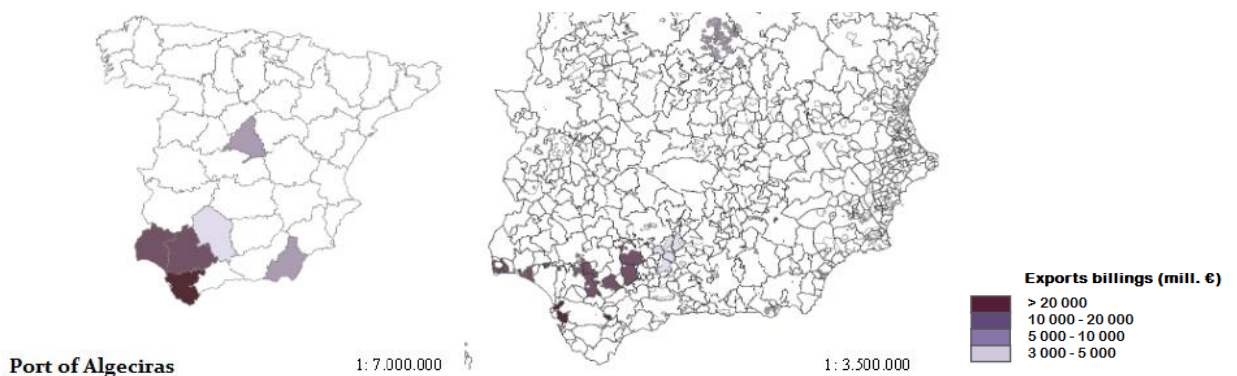 Port of Algeciras
1: 7.000.000
1: 3.500.000
Exports billings (mill. €)
> 20 000
10 000 - 20 000
5 000 - 10 000
3 000 - 5 000